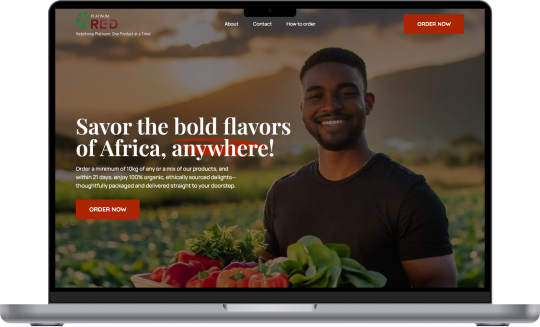 PLATINUM
RED
Redefining Platinum: One Product at a Time!
About
Contact
How to order
ORDER NOW
Savor the bold flavors
of Africa, anywhere!
Order a minimum of 10kg of any or a mix of our products, and
within 21 days, enjoy 100% organic, ethically sourced delights—
thoughtfully packaged and delivered straight to your doorstep.
ORDER NOW